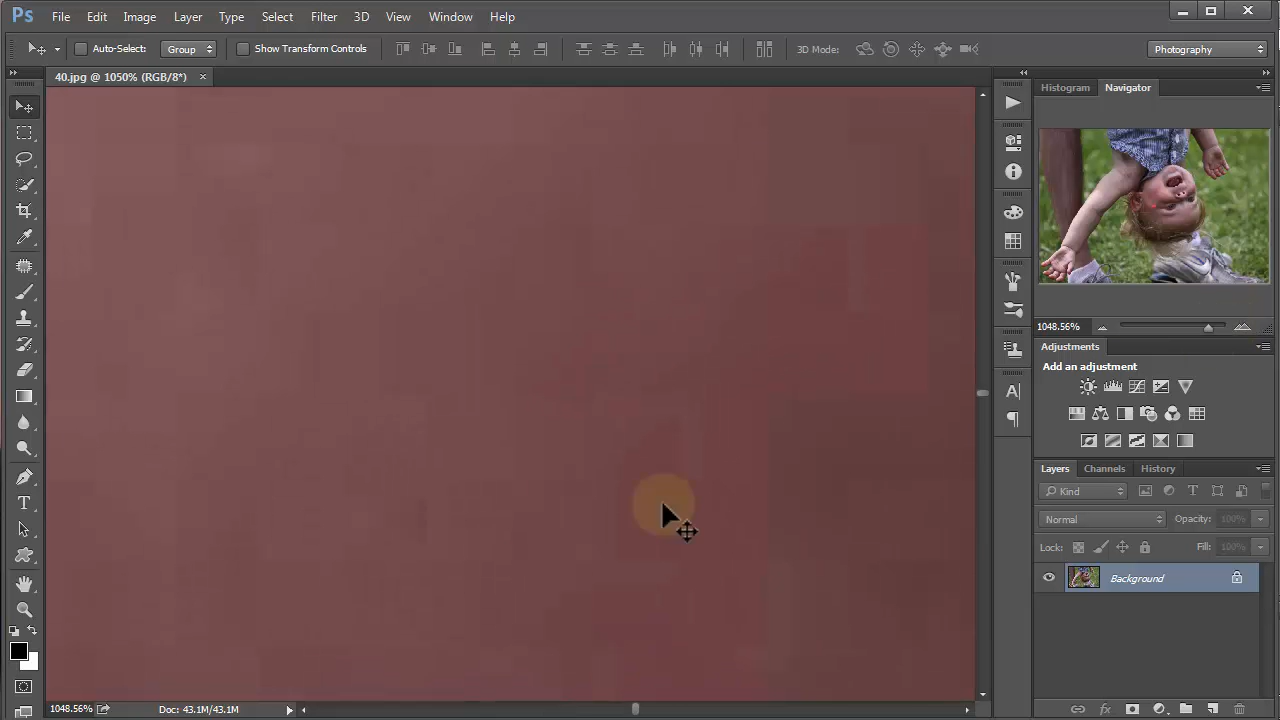 Ps File Edit Image Layer Type Select Filter 3D View Window Help
Auto-Select: Group Show Transform Controls 3D Mode: Photography
40.jpg @ 1050% (RGB/8*) ×
Histogram Navigator
1048.56%
Adjustments
Add an adjustment
Layers Channels History
Kind
Normal Opacity: 100%
Lock: Fill: 100%
Background
1048.56% Doc: 43.1M/43.1M